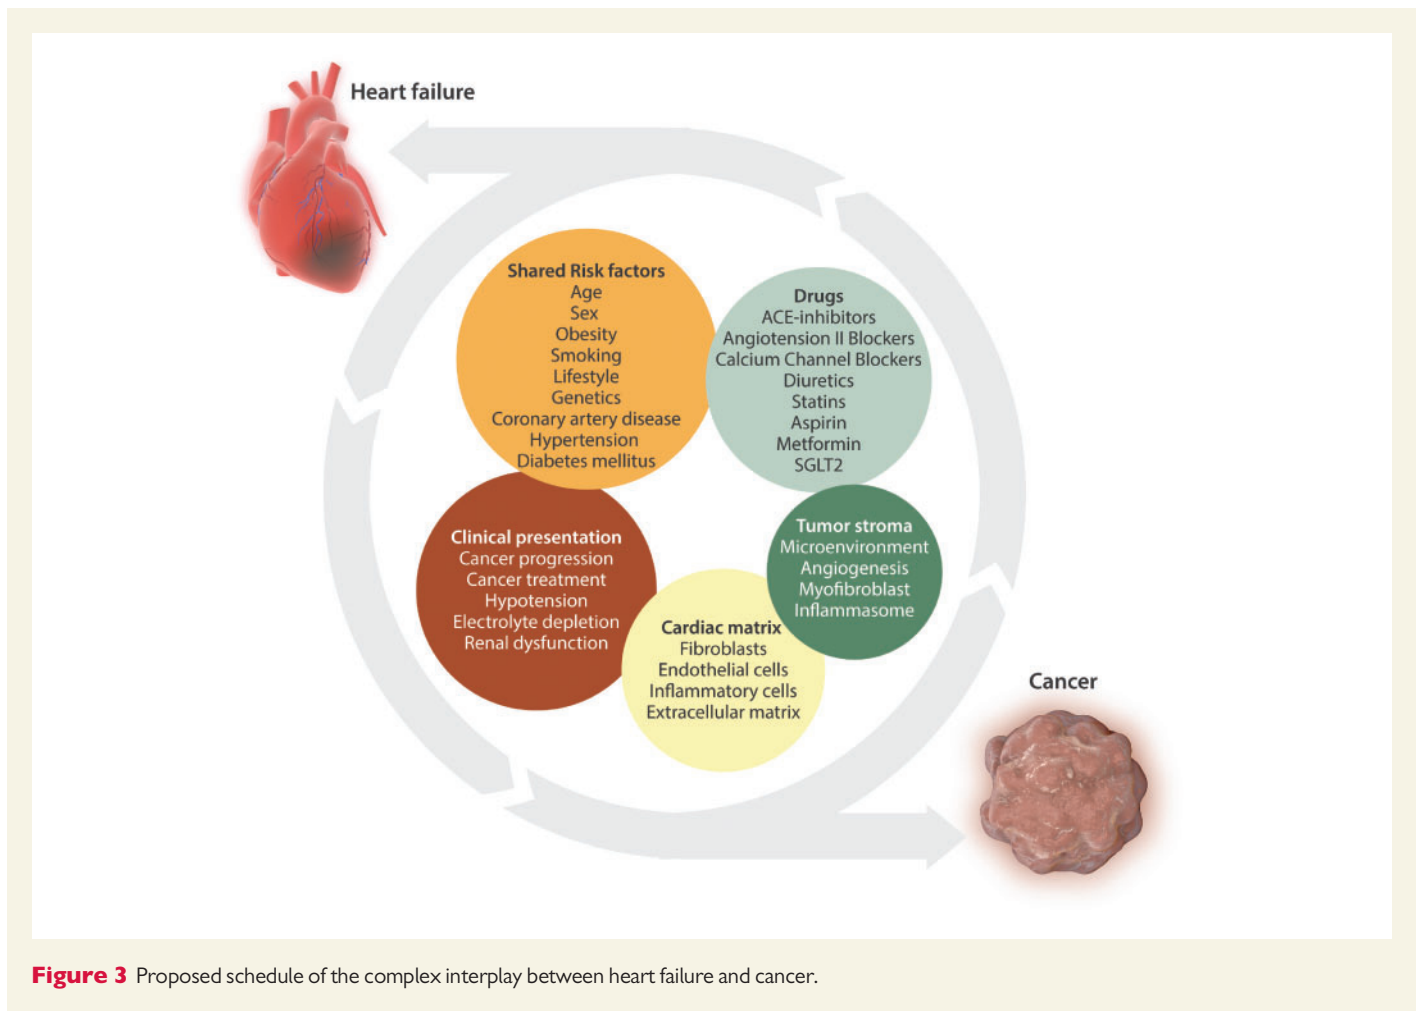 Heart failure
Shared Risk factors
Age
Sex
Obesity
Smoking
Lifestyle
Genetics
Coronary artery disease
Hypertension
Diabetes mellitus
Drugs
ACE-inhibitors
Angiotension II Blockers
Calcium Channel Blockers
Diuretics
Statins
Aspirin
Metformin
SGLT2
Clinical presentation
Cancer progression
Cancer treatment
Hypotension
Electrolyte depletion
Renal dysfunction
Tumor stroma
Microenvironment
Angiogenesis
Myofibroblast
Inflammasome
Cardiac matrix
Fibroblasts
Endothelial cells
Inflammatory cells
Extracellular matrix
Cancer
Figure 3 Proposed schedule of the complex interplay between heart failure and cancer.